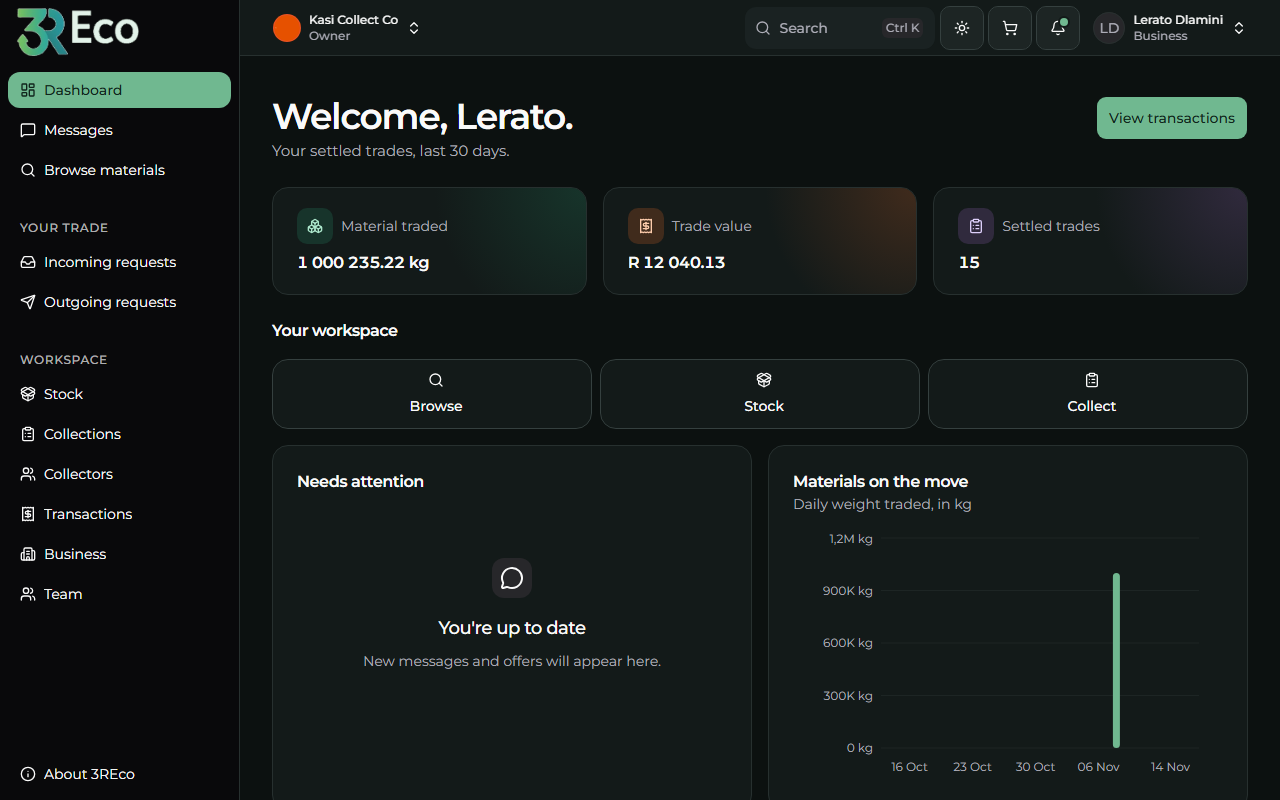 3REco
Dashboard
Messages
Browse materials
YOUR TRADE
Incoming requests
Outgoing requests
WORKSPACE
Stock
Collections
Collectors
Transactions
Business
Team
About 3REco
Kasi Collect Co
Owner
Search
Ctrl K
LD
Lerato Dlamini
Business
Welcome, Lerato.
Your settled trades, last 30 days.
View transactions
Material traded
1 000 235.22 kg
Trade value
R 12 040.13
Settled trades
15
Your workspace
Browse
Stock
Collect
Needs attention
You're up to date
New messages and offers will appear here.
Materials on the move
Daily weight traded, in kg
1,2M kg
900K kg
600K kg
300K kg
0 kg
16 Oct
23 Oct
30 Oct
06 Nov
14 Nov